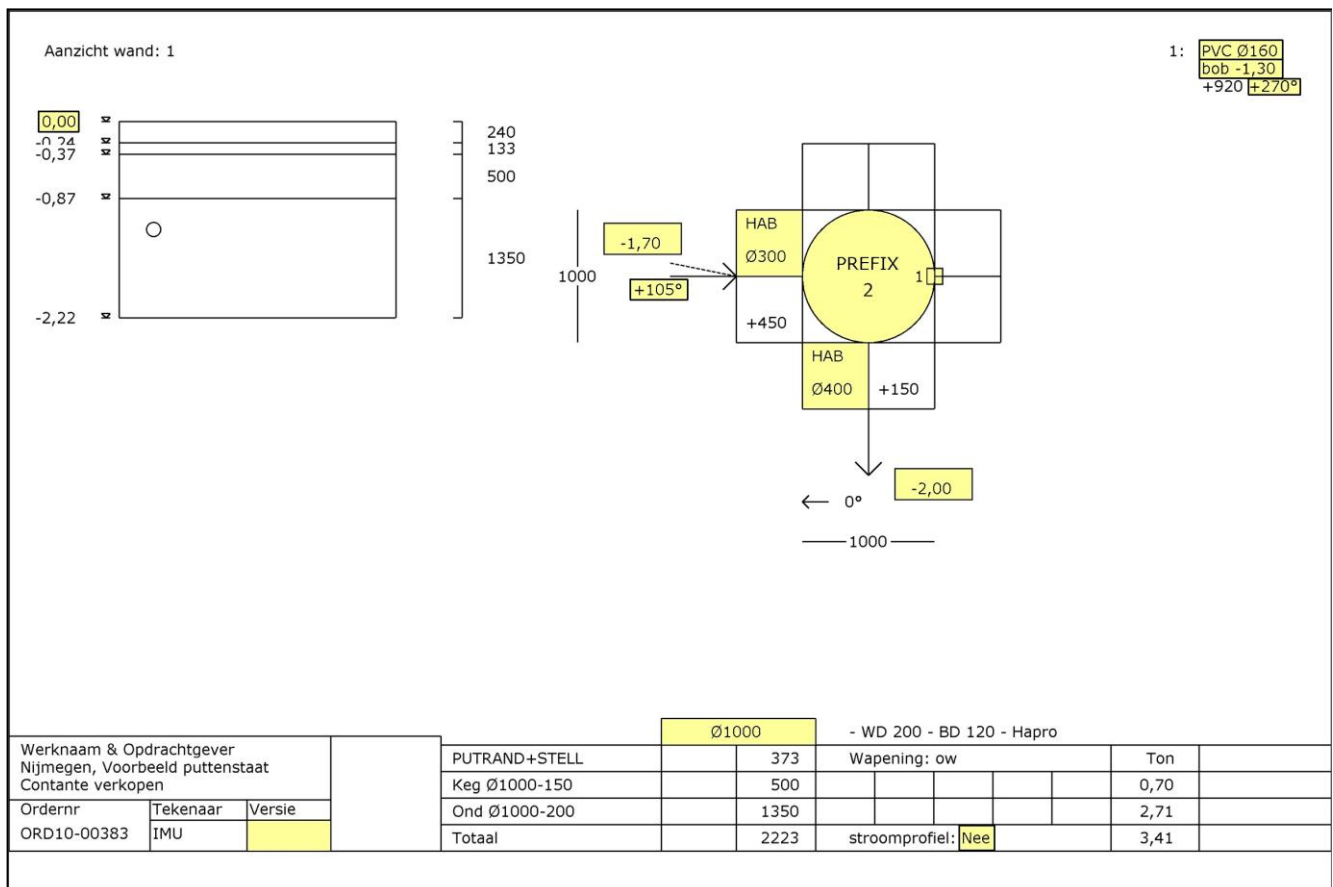 Aanzicht wand: 1
1: PVC Ø160
bob -1,30
+920 +270°
0,00
-0,24
-0,37
-0,87
-2,22
240
133
500
1350
1000
-1,70
+105°
HAB
Ø300
+450
PREFIX
2
1
HAB
Ø400 +150
-2,00
0°
1000
Ø1000 - WD 200 - BD 120 - Hapro
PUTRAND+STELL 373 Wapening: ow Ton
Keg Ø1000-150 500 0,70
Ond Ø1000-200 1350 2,71
Totaal 2223 stroomprofiel: Nee 3,41
Werknaam & Opdrachtgever
Nijmegen, Voorbeeld puttenstaat
Contante verkopen
Ordernr Tekenaar Versie
ORD10-00383 IMU